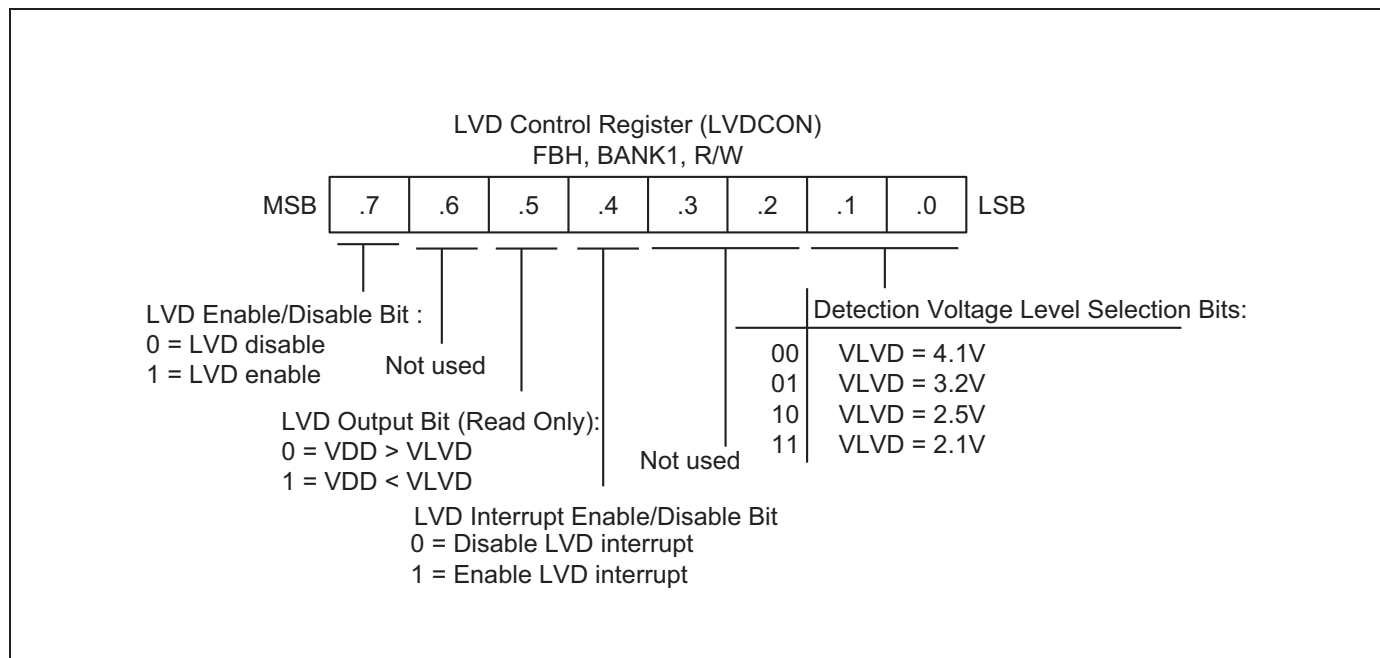 LVD Control Register (LVDCON)
FBH, BANK1, R/W
MSB .7 .6 .5 .4 .3 .2 .1 .0 LSB
LVD Enable/Disable Bit :
0 = LVD disable
1 = LVD enable
Not used
LVD Output Bit (Read Only):
0 = VDD > VLVD
1 = VDD < VLVD
LVD Interrupt Enable/Disable Bit
0 = Disable LVD interrupt
1 = Enable LVD interrupt
Not used
Detection Voltage Level Selection Bits:
00 VLVD = 4.1V
01 VLVD = 3.2V
10 VLVD = 2.5V
11 VLVD = 2.1V